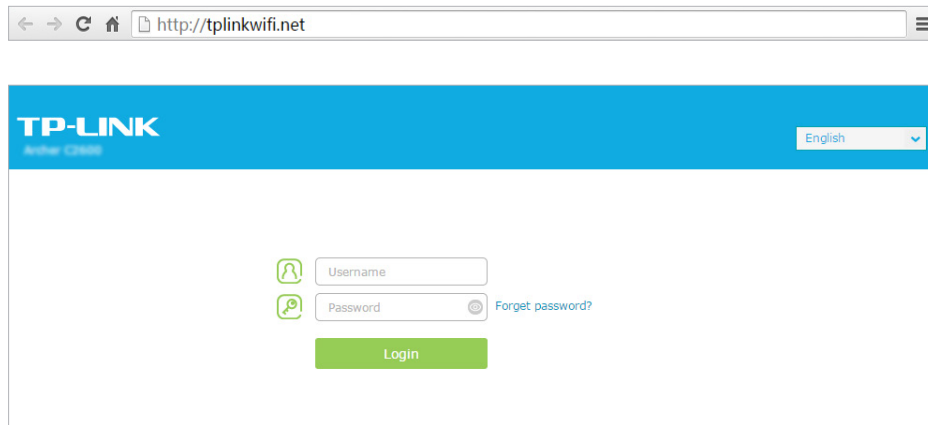 http://tplinkwifi.net
TP-LINK
Archer C2600
English
Username
Password
Forget password?
Login